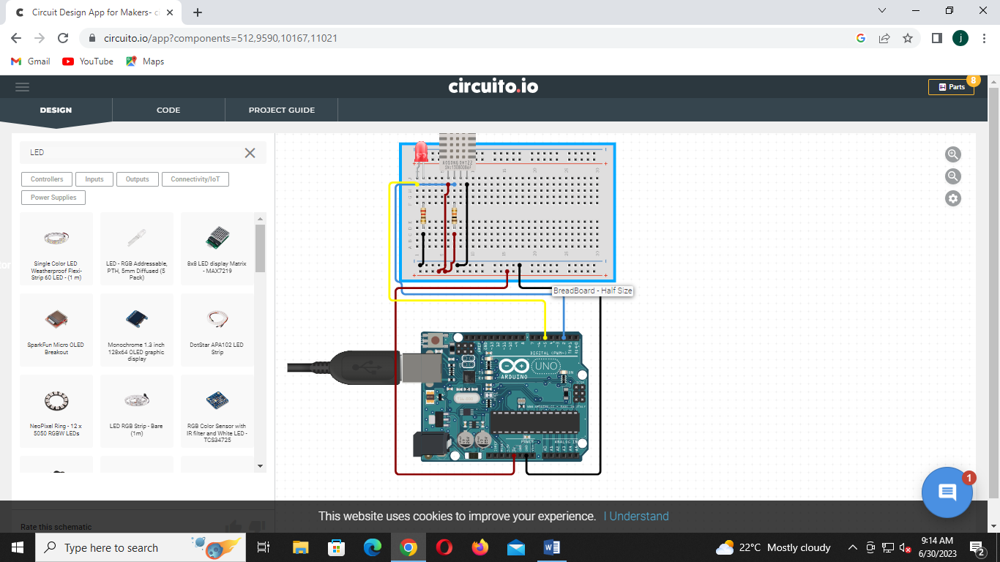 Circuit Design App for Makers- ci
circuito.io/app?components=512,9590,10167,11021
j
Gmail
YouTube
Maps
circuito.io
Parts
8
DESIGN
CODE
PROJECT GUIDE
LED
Controllers
Inputs
Outputs
Connectivity/IoT
Power Supplies
Single Color LED
Weatherproof Flexi-
Strip 60 LED - (1 m)
LED - RGB Addressable,
PTH, 5mm Diffused (5
Pack)
8x8 LED display Matrix
- MAX7219
SparkFun Micro OLED
Breakout
Monochrome 1.3 inch
128x64 OLED graphic
display
DotStar APA102 LED
Strip
NeoPixel Ring - 12 x
5050 RGBW LEDs
LED RGB Strip - Bare
(1m)
RGB Color Sensor with
IR filter and White LED -
TCS34725
BreadBoard - Half Size
DIGITAL (PWM~)
UNO
ARDUINO
POWER
ANALOG IN
1
This website uses cookies to improve your experience. I Understand
Rate this schematic
Type here to search
22°C Mostly cloudy
9:14 AM
6/30/2023
2